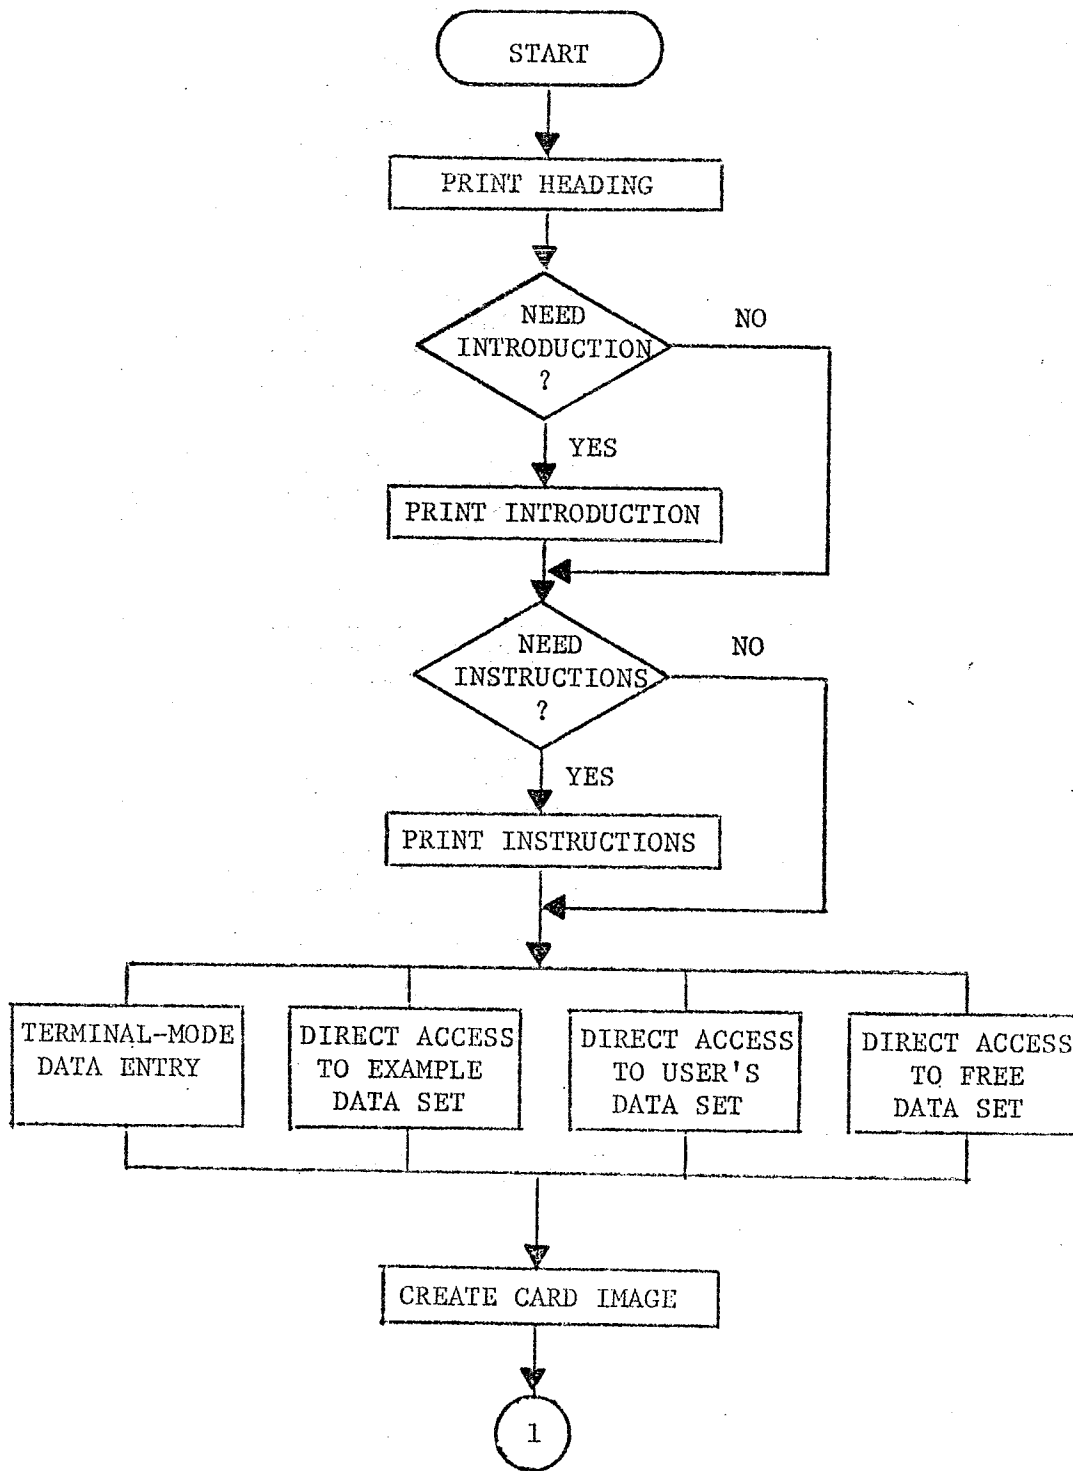 START
PRINT HEADING
NEED
INTRODUCTION
?
NO
YES
PRINT INTRODUCTION
NEED
INSTRUCTIONS
?
NO
YES
PRINT INSTRUCTIONS
TERMINAL-MODE
DATA ENTRY
DIRECT ACCESS
TO EXAMPLE
DATA SET
DIRECT ACCESS
TO USER'S
DATA SET
DIRECT ACCESS
TO FREE
DATA SET
CREATE CARD IMAGE
1